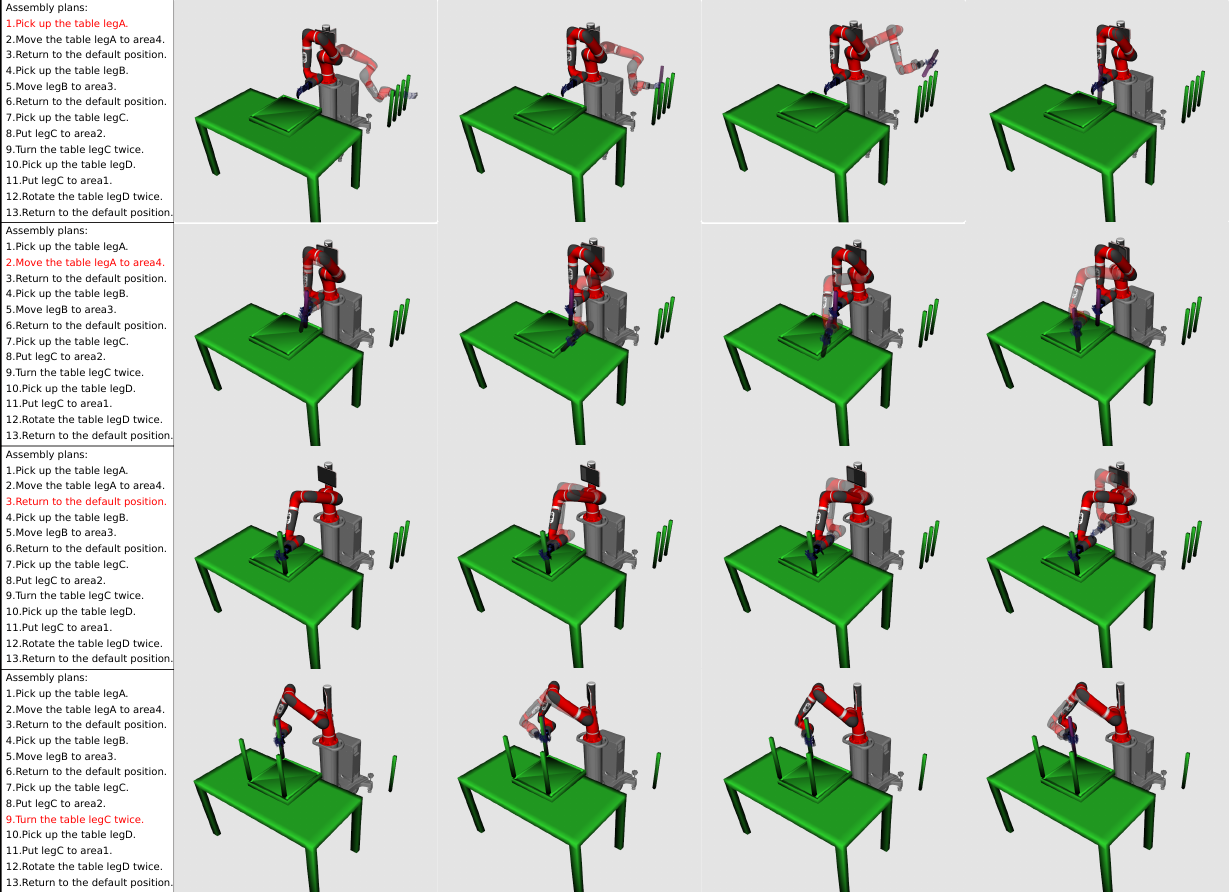 Assembly plans:
1.Pick up the table legA.
2.Move the table legA to area4.
3.Return to the default position.
4.Pick up the table legB.
5.Move legB to area3.
6.Return to the default position.
7.Pick up the table legC.
8.Put legC to area2.
9.Turn the table legC twice.
10.Pick up the table legD.
11.Put legC to area1.
12.Rotate the table legD twice.
13.Return to the default position.
Assembly plans:
1.Pick up the table legA.
2.Move the table legA to area4.
3.Return to the default position.
4.Pick up the table legB.
5.Move legB to area3.
6.Return to the default position.
7.Pick up the table legC.
8.Put legC to area2.
9.Turn the table legC twice.
10.Pick up the table legD.
11.Put legC to area1.
12.Rotate the table legD twice.
13.Return to the default position.
Assembly plans:
1.Pick up the table legA.
2.Move the table legA to area4.
3.Return to the default position.
4.Pick up the table legB.
5.Move legB to area3.
6.Return to the default position.
7.Pick up the table legC.
8.Put legC to area2.
9.Turn the table legC twice.
10.Pick up the table legD.
11.Put legC to area1.
12.Rotate the table legD twice.
13.Return to the default position.
Assembly plans:
1.Pick up the table legA.
2.Move the table legA to area4.
3.Return to the default position.
4.Pick up the table legB.
5.Move legB to area3.
6.Return to the default position.
7.Pick up the table legC.
8.Put legC to area2.
9.Turn the table legC twice.
10.Pick up the table legD.
11.Put legC to area1.
12.Rotate the table legD twice.
13.Return to the default position.